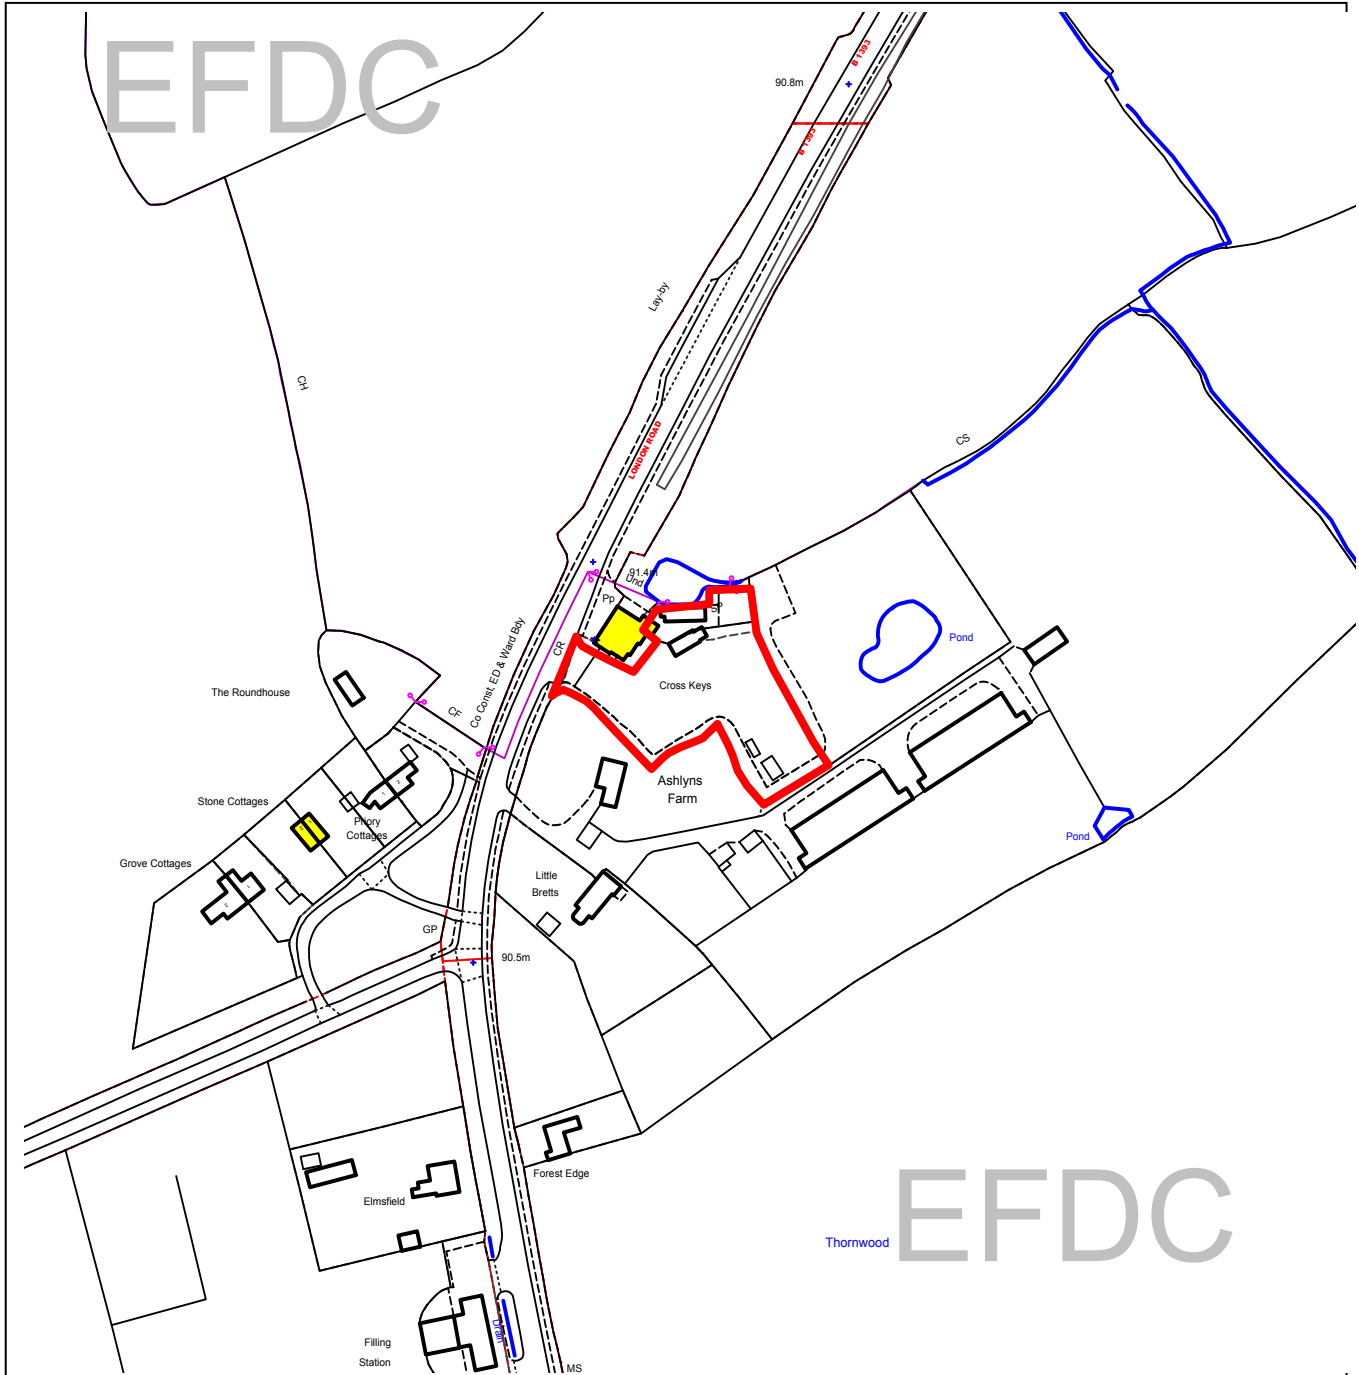 EFDC
B 1393
90.8m
B 1393
Lay-by
CH
CS
LONDON ROAD
91.4m
Und
Pp
SP
Pond
CR
Co Const, ED & Ward Bdy
Cross Keys
The Roundhouse
CF
Ashlyns
Farm
Stone Cottages
Priory
Cottages
Pond
Grove Cottages
Little
Bretts
GP
90.5m
Forest Edge
Elmsfield
EFDC
Thornwood
Drain
Filling
Station
MS